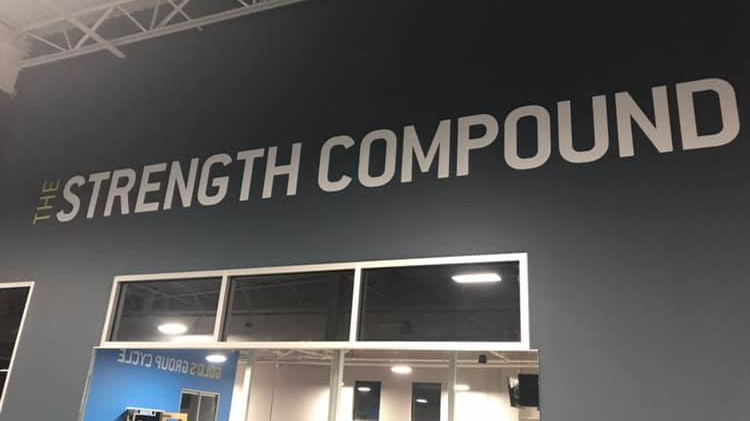 THE STRENGTH COMPOUND
GOLD'S GROUP CYCLE